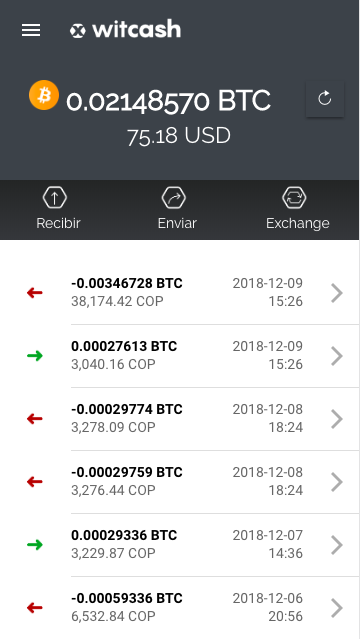 witcash
0.02148570 BTC
75.18 USD
Recibir Enviar Exchange
-0.00346728 BTC 2018-12-09
38,174.42 COP 15:26
0.00027613 BTC 2018-12-09
3,040.16 COP 15:26
-0.00029774 BTC 2018-12-08
3,278.09 COP 18:24
-0.00029759 BTC 2018-12-08
3,276.44 COP 18:24
0.00029336 BTC 2018-12-07
3,229.87 COP 14:36
-0.00059336 BTC 2018-12-06
6,532.84 COP 20:56